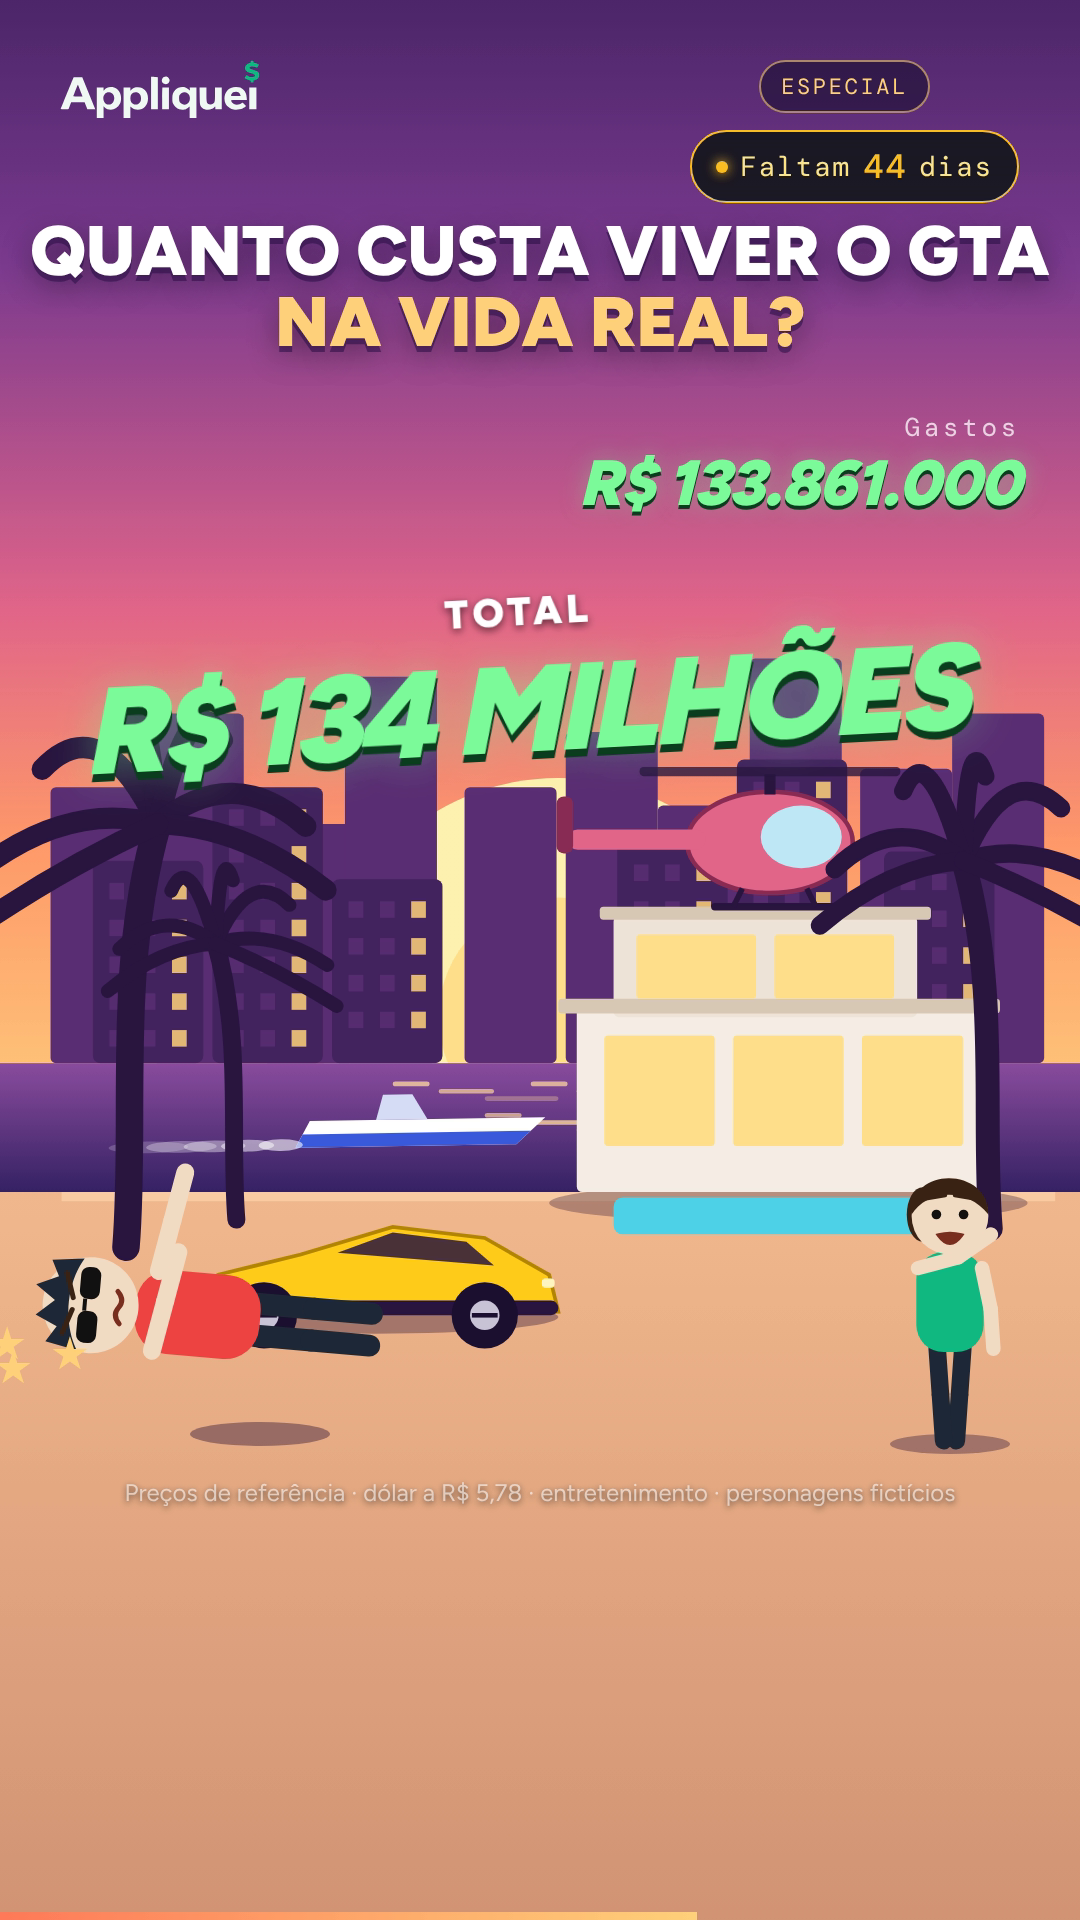 Appliquei$
ESPECIAL
Faltam 44 dias
QUANTO CUSTA VIVER O GTA
NA VIDA REAL?
Gastos
R$ 133.861.000
TOTAL
R$ 134 MILHÕES
Preços de referência · dólar a R$ 5,78 · entretenimento · personagens fictícios